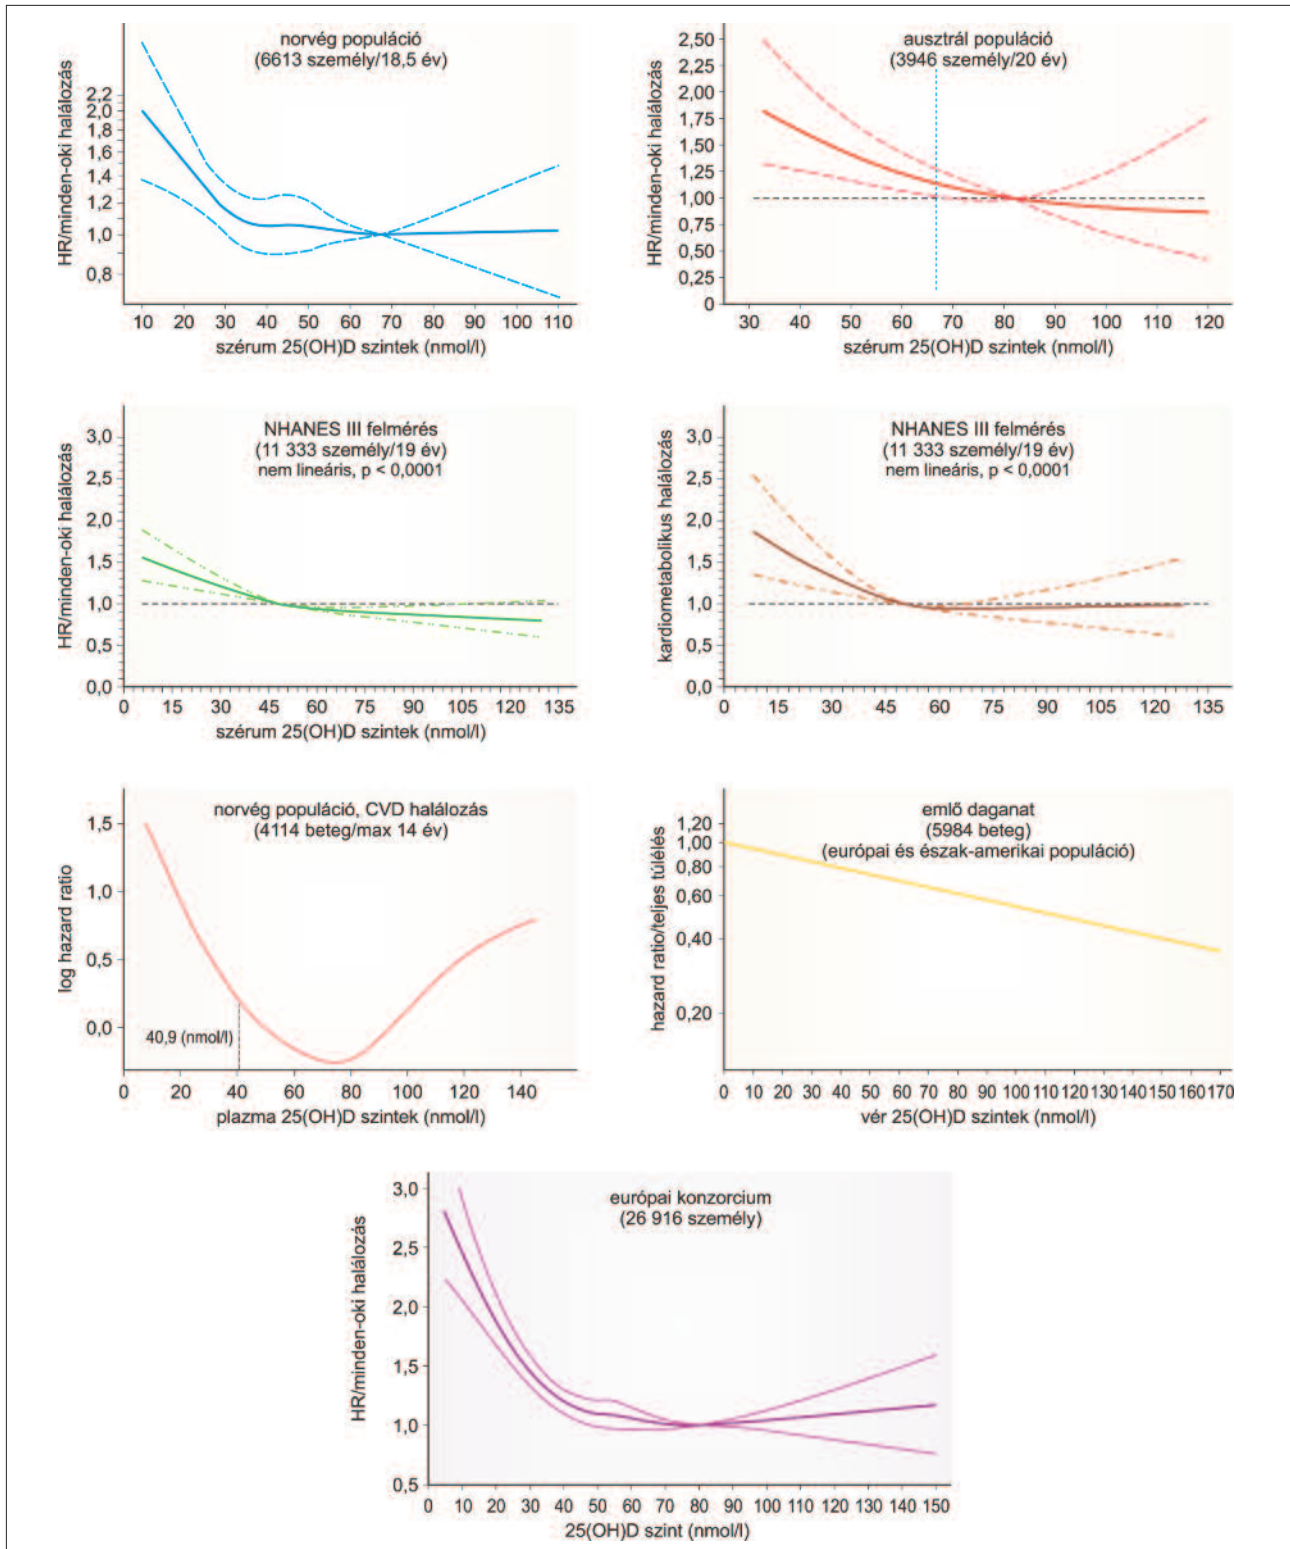 norvég populáció
(6613 személy/18,5 év)
HR/minden-oki halálozás
2,2
2,0
1,8
1,6
1,4
1,2
1,0
0,8
10 20 30 40 50 60 70 80 90 100 110
szérum 25(OH)D szintek (nmol/l)
ausztrál populáció
(3946 személy/20 év)
HR/minden-oki halálozás
2,50
2,25
2,00
1,75
1,50
1,25
1,00
0,75
0,50
0,25
0
30 40 50 60 70 80 90 100 110 120
szérum 25(OH)D szintek (nmol/l)
NHANES III felmérés
(11 333 személy/19 év)
nem lineáris, p < 0,0001
HR/minden-oki halálozás
3,0
2,5
2,0
1,5
1,0
0,5
0,0
0 15 30 45 60 75 90 105 120 135
szérum 25(OH)D szintek (nmol/l)
NHANES III felmérés
(11 333 személy/19 év)
nem lineáris, p < 0,0001
kardiometabolikus halálozás
3,0
2,5
2,0
1,5
1,0
0,5
0,0
0 15 30 45 60 75 90 105 120 135
szérum 25(OH)D szintek (nmol/l)
norvég populáció, CVD halálozás
(4114 beteg/max 14 év)
log hazard ratio
1,5
1,0
0,5
0,0
40,9 (nmol/l)
0 20 40 60 80 100 120 140
plazma 25(OH)D szintek (nmol/l)
emlő daganat
(5984 beteg)
(európai és észak-amerikai populáció)
hazard ratio/teljes túlélés
1,20
1,00
0,80
0,60
0,40
0,20
0 10 20 30 40 50 60 70 80 90 100 110 120 130 140 150 160 170
vér 25(OH)D szintek (nmol/l)
európai konzorcium
(26 916 személy)
HR/minden-oki halálozás
3,0
2,5
2,0
1,5
1,0
0,5
0 10 20 30 40 50 60 70 80 90 100 110 120 130 140 150
25(OH)D szint (nmol/l)